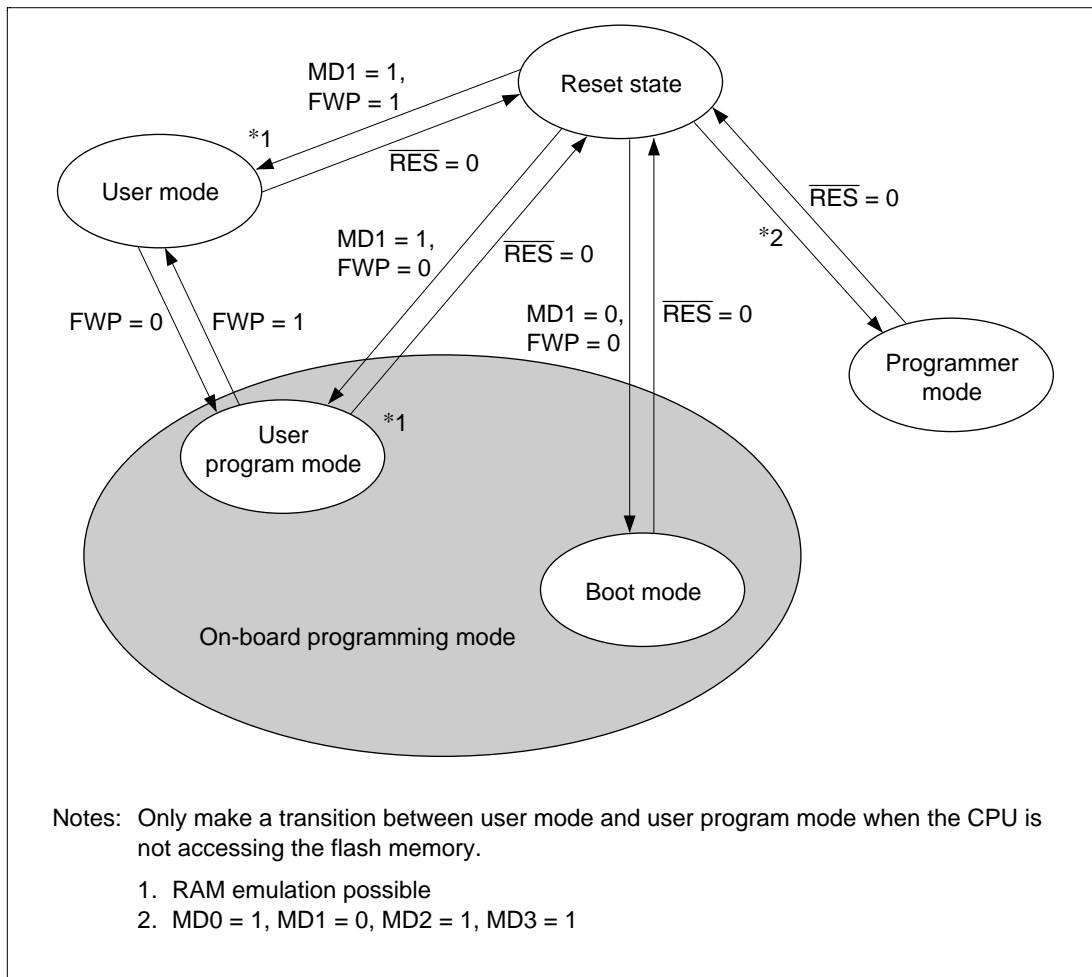 Reset state
MD1 = 1,
FWP = 1
*1
RES = 0
User mode
MD1 = 1,
FWP = 0
RES = 0
RES = 0
*2
FWP = 0
FWP = 1
MD1 = 0,
FWP = 0
RES = 0
Programmer
mode
*1
User
program mode
Boot mode
On-board programming mode
Notes: Only make a transition between user mode and user program mode when the CPU is
not accessing the flash memory.
1. RAM emulation possible
2. MD0 = 1, MD1 = 0, MD2 = 1, MD3 = 1